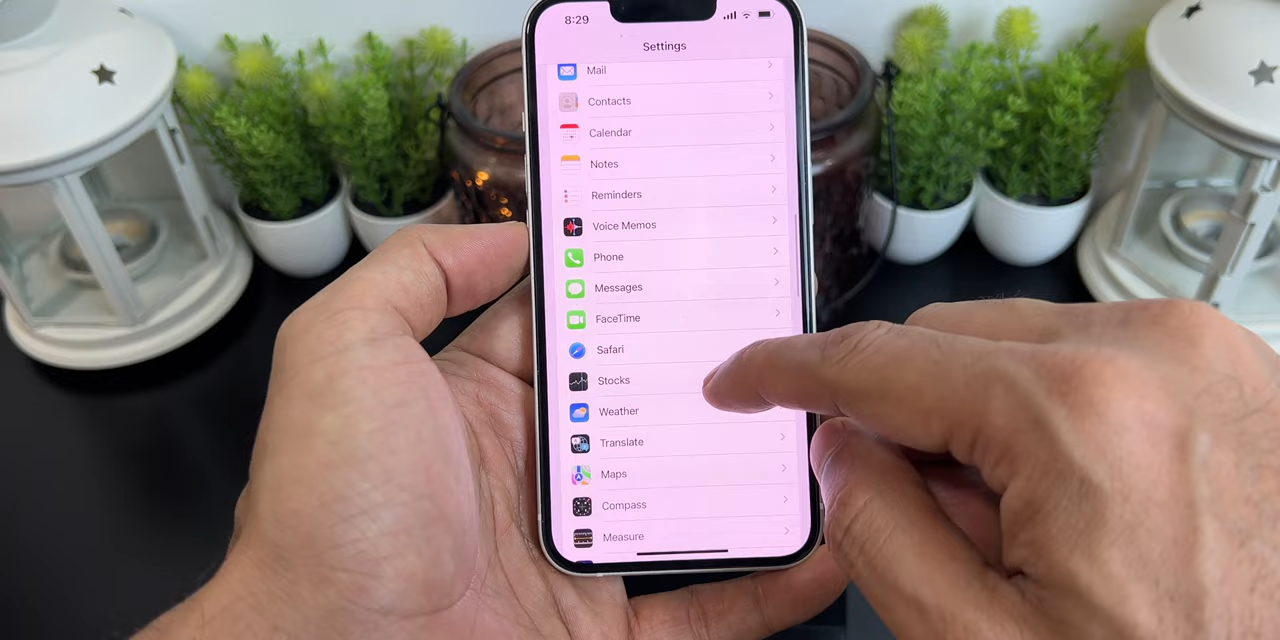 8:29
Settings
Mail
Contacts
Calendar
Notes
Reminders
Voice Memos
Phone
Messages
FaceTime
Safari
Stocks
Weather
Translate
Maps
Compass
Measure